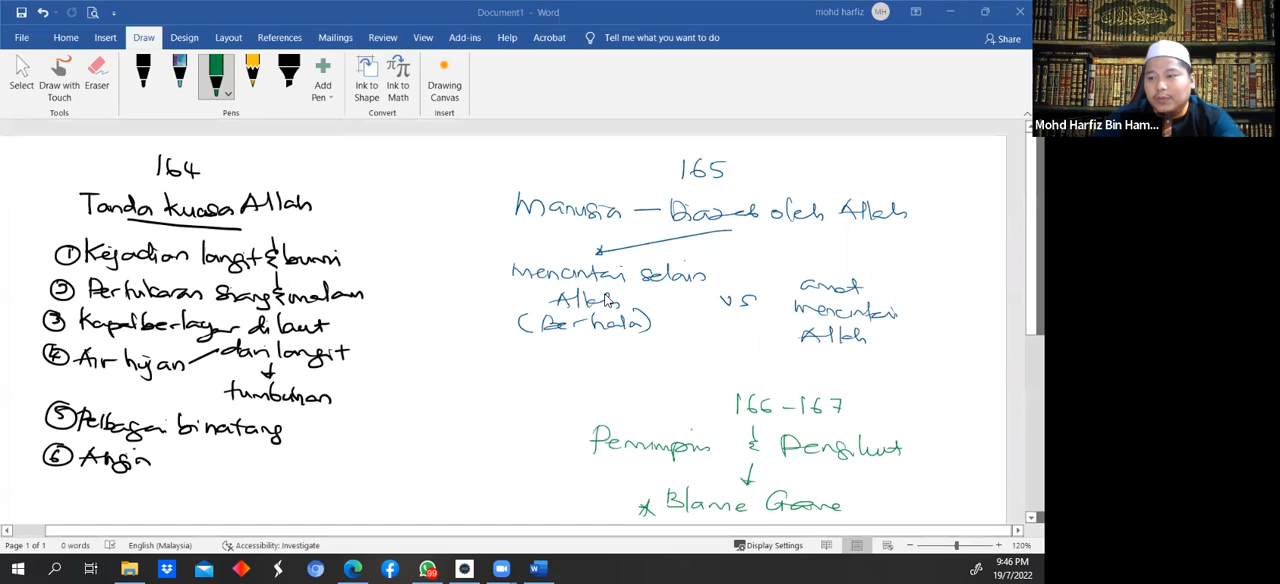 Document1 - Word
mohd harfiz
MH
File Home Insert Draw Design Layout References Mailings Review View Add-ins Help Acrobat Tell me what you want to do
Share
Select
Draw with Touch
Eraser
Add Pen
Ink to Shape
Ink to Math
Drawing Canvas
Tools
Pens
Convert
Insert
Mohd Harfiz Bin Ham...
164
Tanda kuasa Allah
① Kejadian langit & bumi
② Pertukaran siang & malam
③ Kapal berlayar di laut
④ Air hujan dari langit
tumbuhan
⑤ Pelbagai binatang
⑥ Angin
165
Manusia — Diazab oleh Allah
mencintai selain
Allah
(Berhala)
vs
amat
mencintai
Allah
166 - 167
Pemimpin & Pengikut
* Blame Game
Page 1 of 1
0 words
English (Malaysia)
Accessibility: Investigate
Display Settings
120%
99
W
9:46 PM
19/7/2022